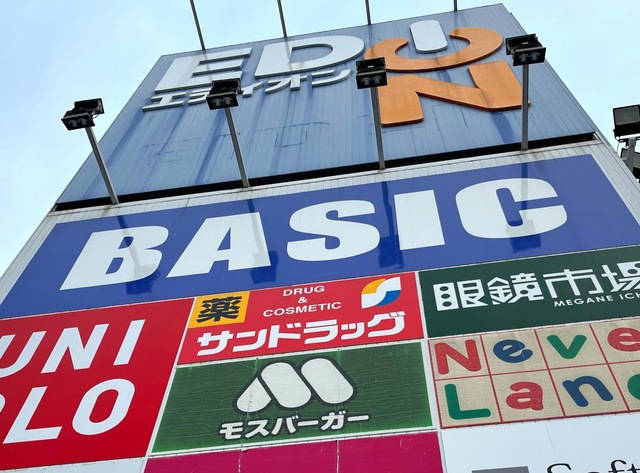 EDION
エディオン
BASIC
UNI
QLO
薬
DRUG
&
COSMETIC
サンドラッグ
眼鏡市場
MEGANE IC
モスバーガー
Neve
Land
Soft